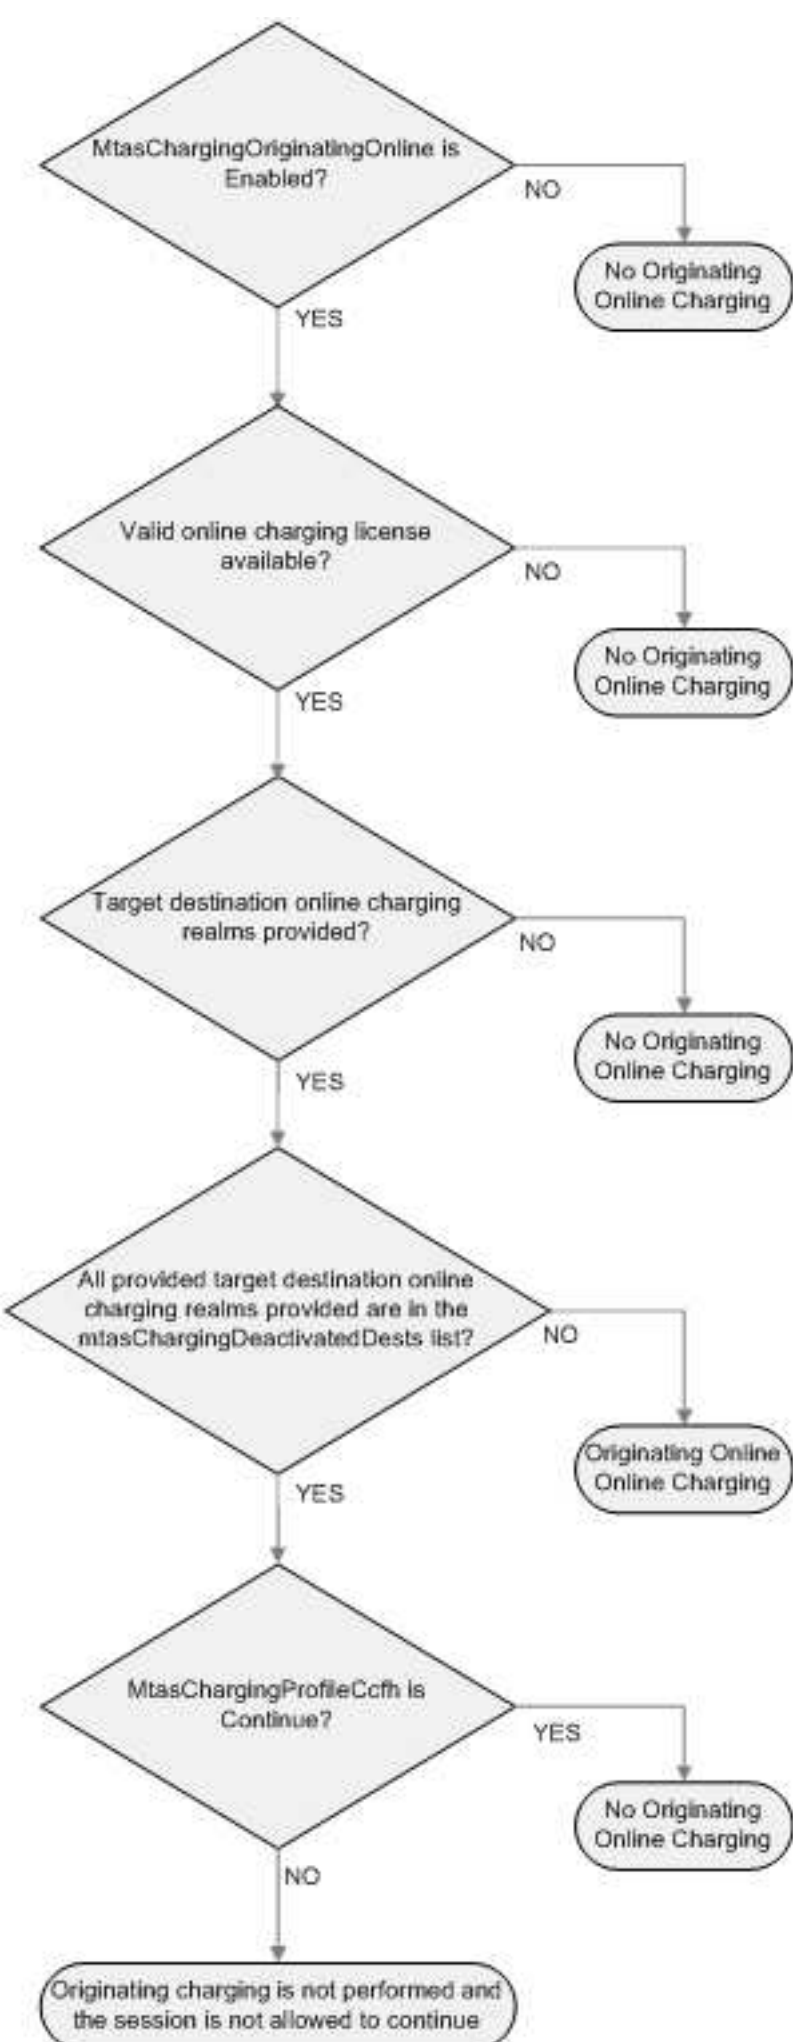 MtasChargingOriginatingOnline is
Enabled?
NO
No Originating
Online Charging
YES
Valid online charging license
available?
NO
No Originating
Online Charging
YES
Target destination online charging
realms provided?
NO
No Originating
Online Charging
YES
All provided target destination online
charging realms provided are in the
mtasChargingDeactivatedDests list?
NO
Originating Online
Online Charging
YES
MtasChargingProfileCcfh is
Continue?
YES
No Originating
Online Charging
NO
Originating charging is not performed and
the session is not allowed to continue